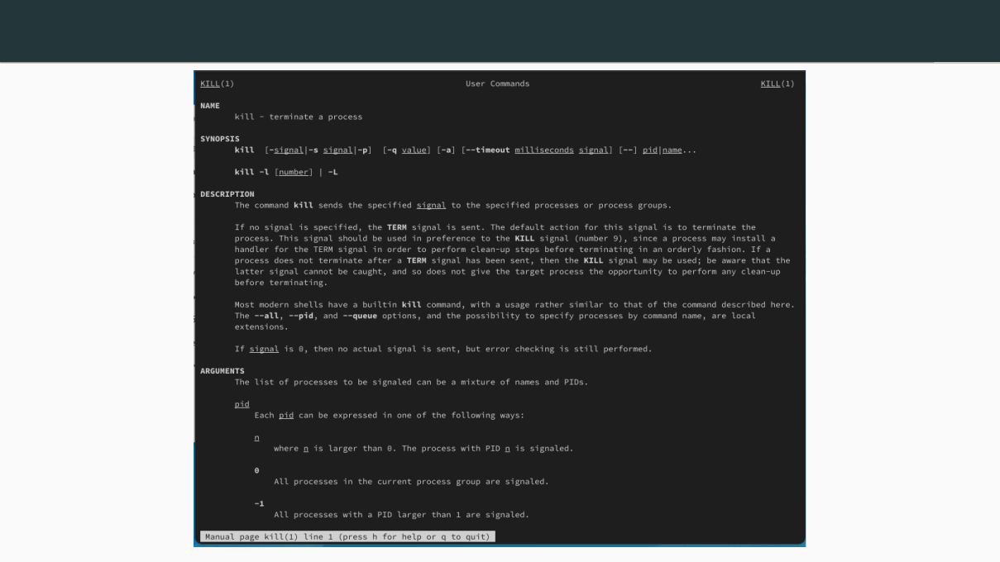 KILL(1) User Commands KILL(1)
NAME
kill - terminate a process
SYNOPSIS
kill [-signal|-s signal|-p] [-q value] [-a] [--timeout milliseconds signal] [--] pid|name...
kill -l [number] | -L
DESCRIPTION
The command kill sends the specified signal to the specified processes or process groups.
If no signal is specified, the TERM signal is sent. The default action for this signal is to terminate the
process. This signal should be used in preference to the KILL signal (number 9), since a process may install a
handler for the TERM signal in order to perform clean-up steps before terminating in an orderly fashion. If a
process does not terminate after a TERM signal has been sent, then the KILL signal may be used; be aware that the
latter signal cannot be caught, and so does not give the target process the opportunity to perform any clean-up
before terminating.
Most modern shells have a builtin kill command, with a usage rather similar to that of the command described here.
The --all, --pid, and --queue options, and the possibility to specify processes by command name, are local
extensions.
If signal is 0, then no actual signal is sent, but error checking is still performed.
ARGUMENTS
The list of processes to be signaled can be a mixture of names and PIDs.
pid
Each pid can be expressed in one of the following ways:
n
where n is larger than 0. The process with PID n is signaled.
0
All processes in the current process group are signaled.
-1
All processes with a PID larger than 1 are signaled.
Manual page kill(1) line 1 (press h for help or q to quit)